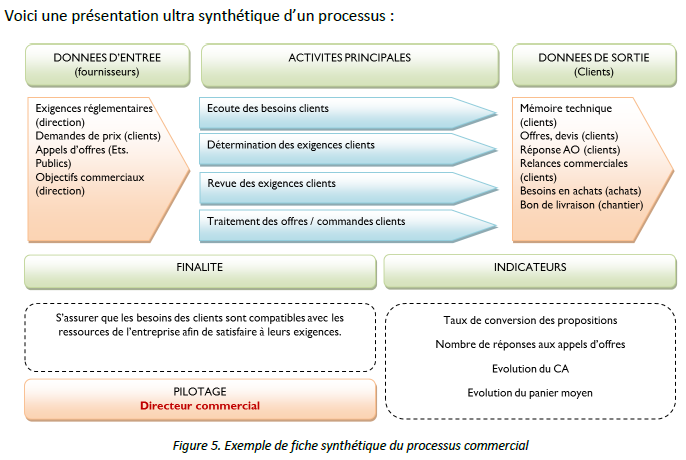 Voici une présentation ultra synthétique d'un processus :
DONNEES D'ENTREE
(fournisseurs)
ACTIVITES PRINCIPALES
DONNEES DE SORTIE
(Clients)
Exigences réglementaires
(direction)
Demandes de prix (clients)
Appels d'offres (Ets.
Publics)
Objectifs commerciaux
(direction)
Ecoute des besoins clients
Détermination des exigences clients
Revue des exigences clients
Traitement des offres / commandes clients
Mémoire technique
(clients)
Offres, devis (clients)
Réponse AO (clients)
Relances commerciales
(clients)
Besoins en achats (achats)
Bon de livraison (chantier)
FINALITE
S'assurer que les besoins des clients sont compatibles avec les
ressources de l'entreprise afin de satisfaire à leurs exigences.
PILOTAGE
Directeur commercial
INDICATEURS
Taux de conversion des propositions
Nombre de réponses aux appels d'offres
Evolution du CA
Evolution du panier moyen
Figure 5. Exemple de fiche synthétique du processus commercial